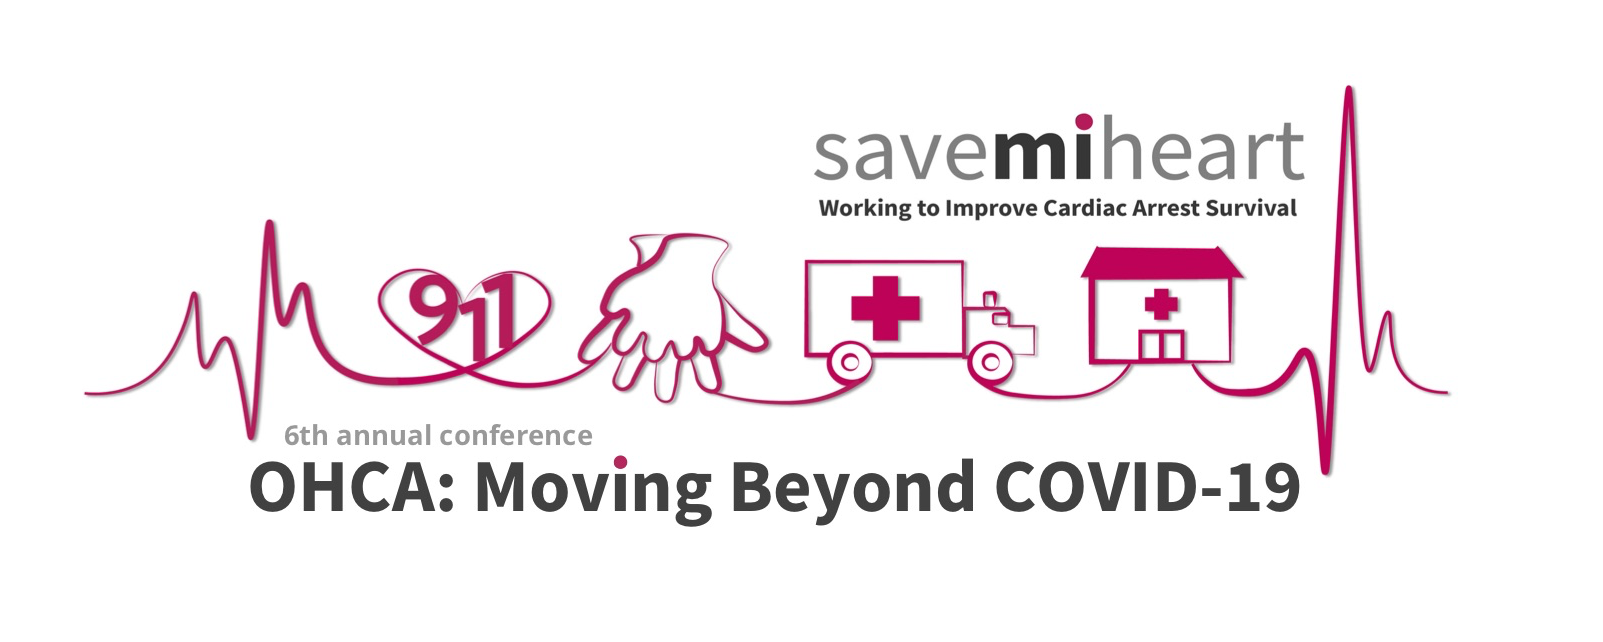 savemiheart
Working to Improve Cardiac Arrest Survival
911
6th annual conference
OHCA: Moving Beyond COVID-19